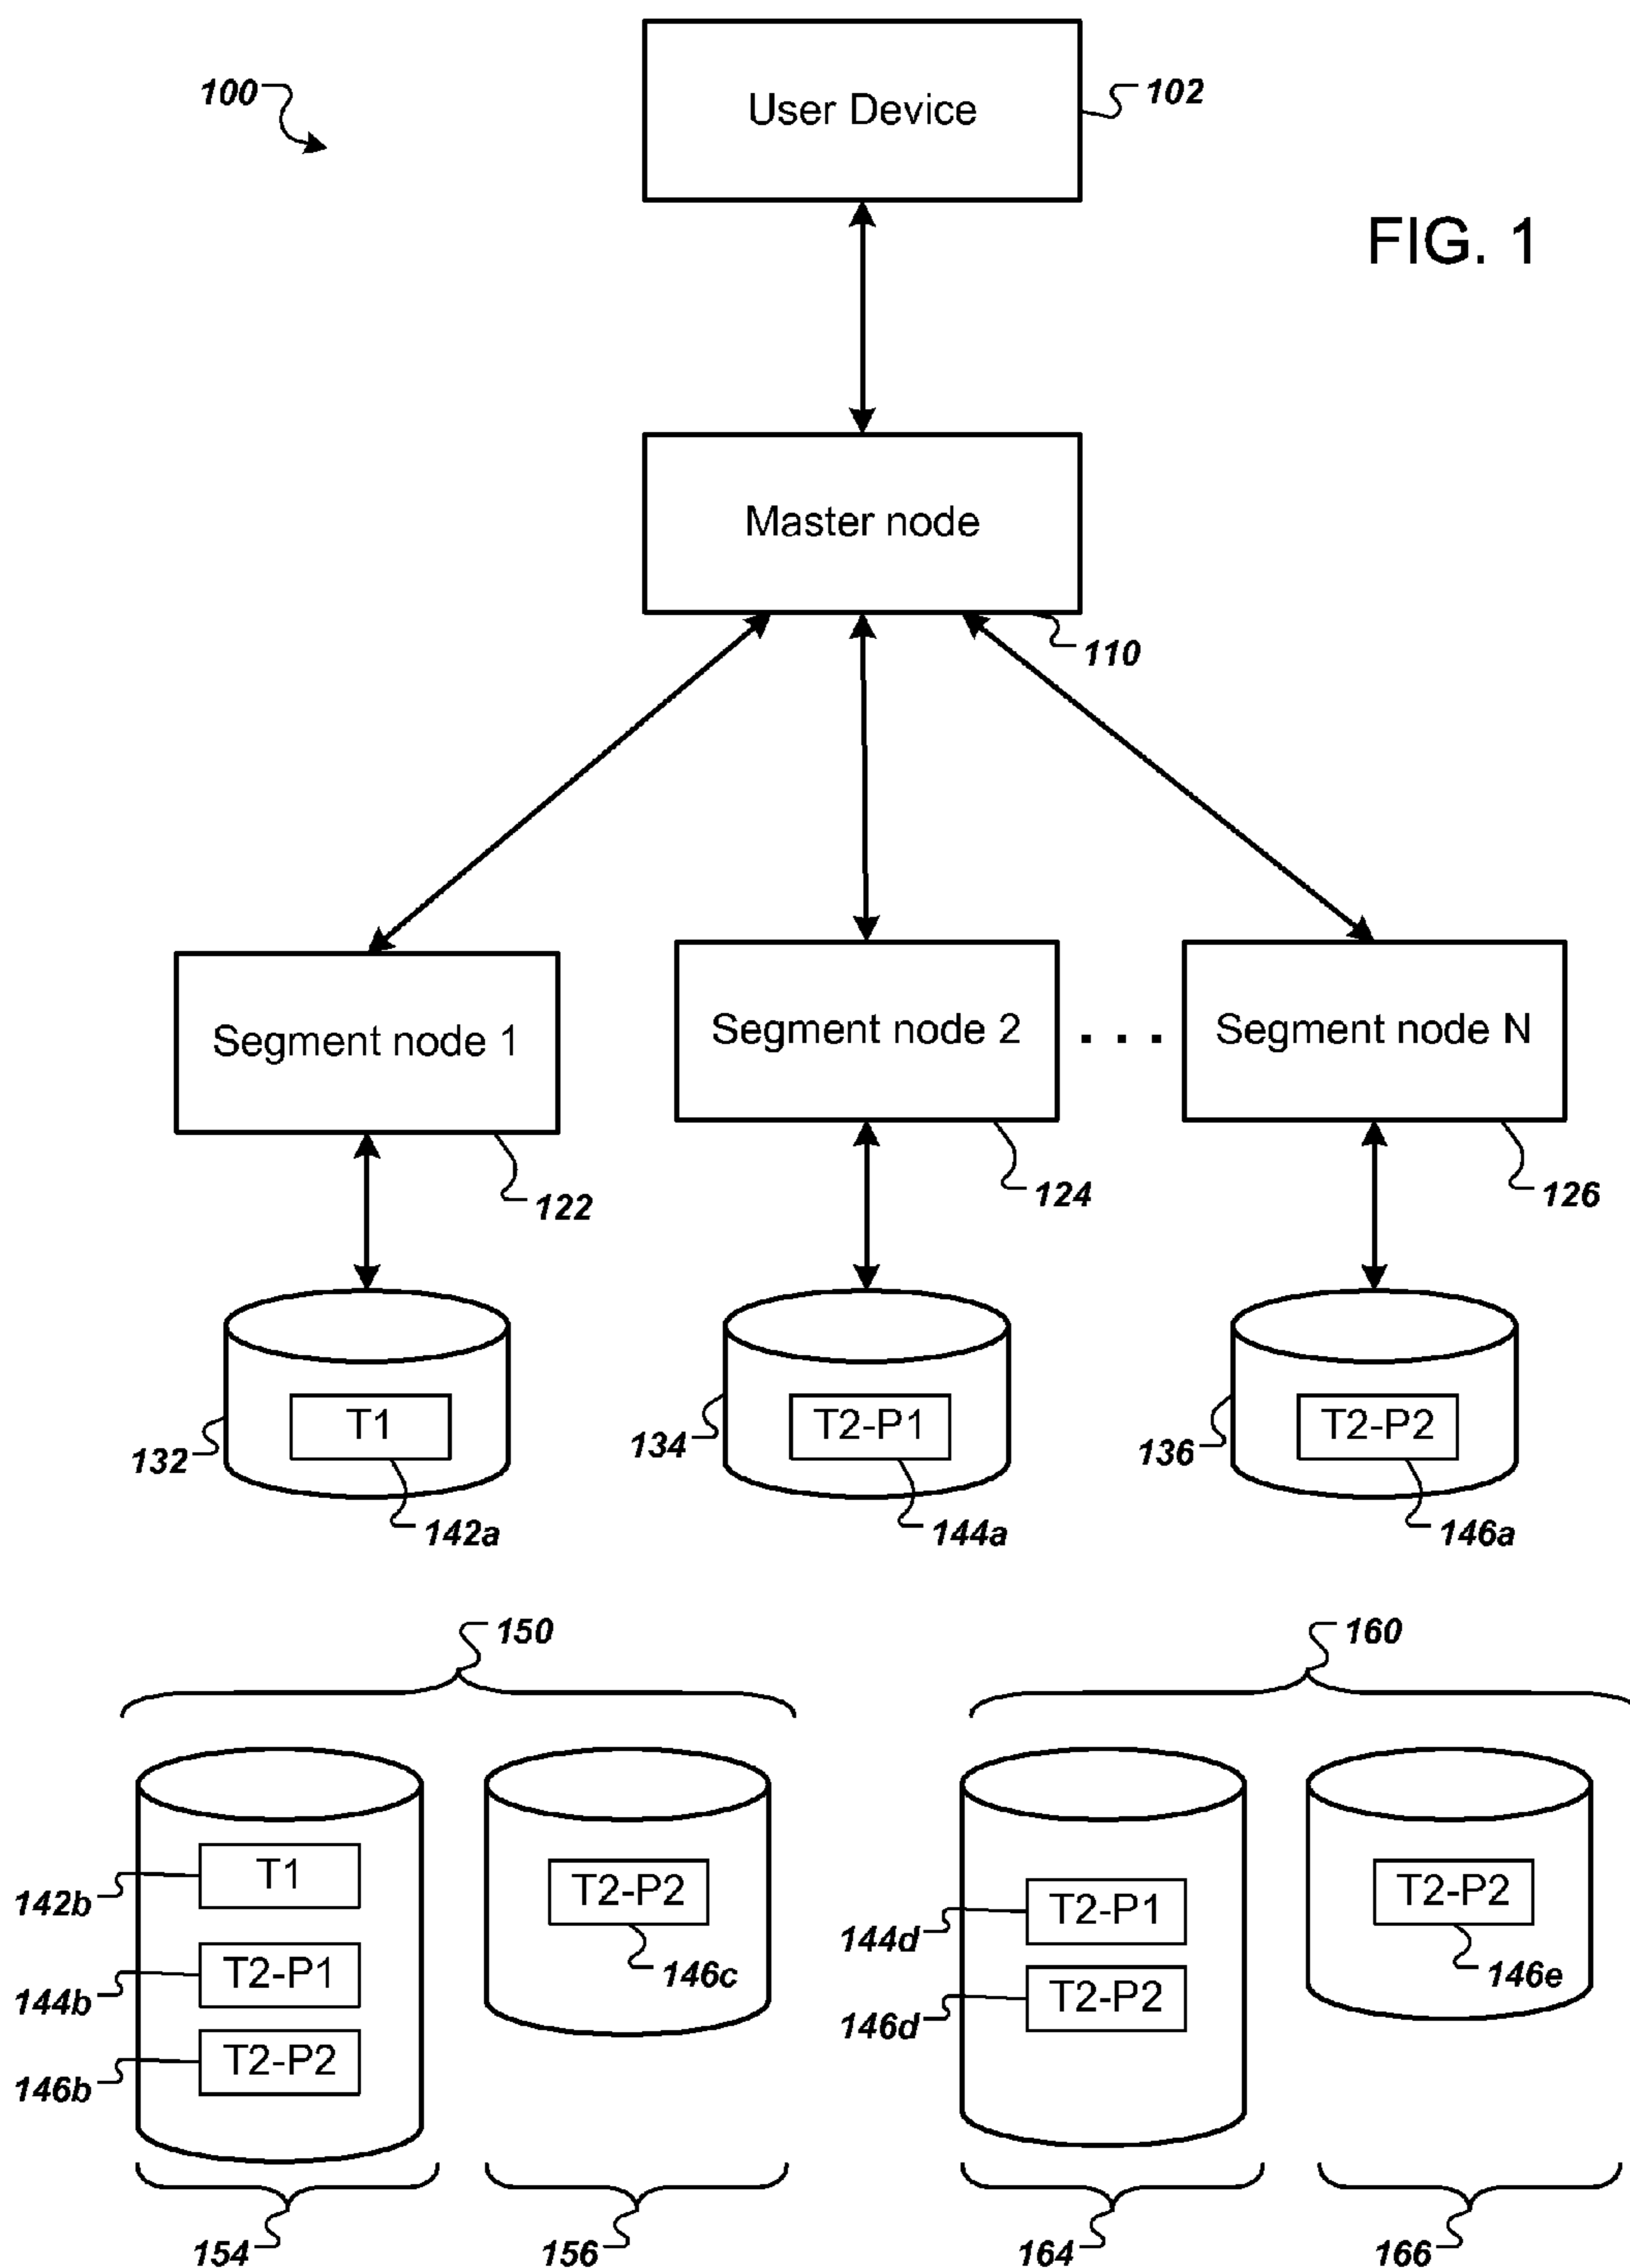 100
User Device
102
FIG. 1
Master node
110
Segment node 1
Segment node 2
. . .
Segment node N
122
124
126
T1
T2-P1
T2-P2
132
134
136
142a
144a
146a
150
160
T1
142b
T2-P2
T2-P1
144d
T2-P2
T2-P1
144b
146c
T2-P2
146d
146e
T2-P2
146b
154
156
164
166